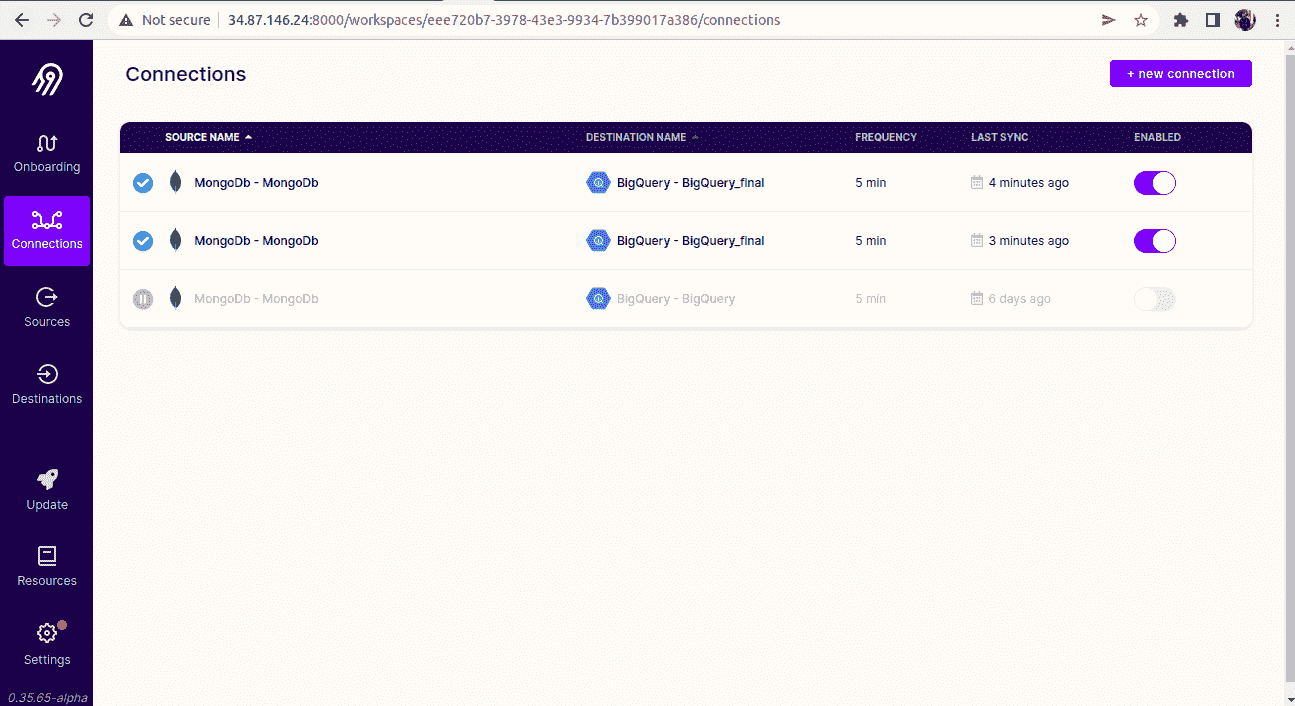 Not secure 34.87.146.24:8000/workspaces/eee720b7-3978-43e3-9934-7b399017a386/connections
Connections
+ new connection
Onboarding
Connections
Sources
Destinations
Update
Resources
Settings
0.35.65-alpha
SOURCE NAME DESTINATION NAME FREQUENCY LAST SYNC ENABLED
MongoDb - MongoDb BigQuery - BigQuery_final 5 min 4 minutes ago
MongoDb - MongoDb BigQuery - BigQuery_final 5 min 3 minutes ago
MongoDb - MongoDb BigQuery - BigQuery 5 min 6 days ago